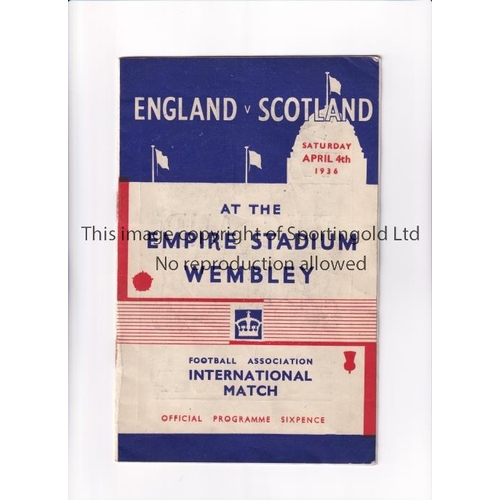 ENGLAND v SCOTLAND
SATURDAY
APRIL 4th
1936
AT THE
This image copyright of Sportingold Ltd
EMPIRE STADIUM
No reproduction allowed
WEMBLEY
FOOTBALL ASSOCIATION
INTERNATIONAL
MATCH
OFFICIAL PROGRAMME SIXPENCE